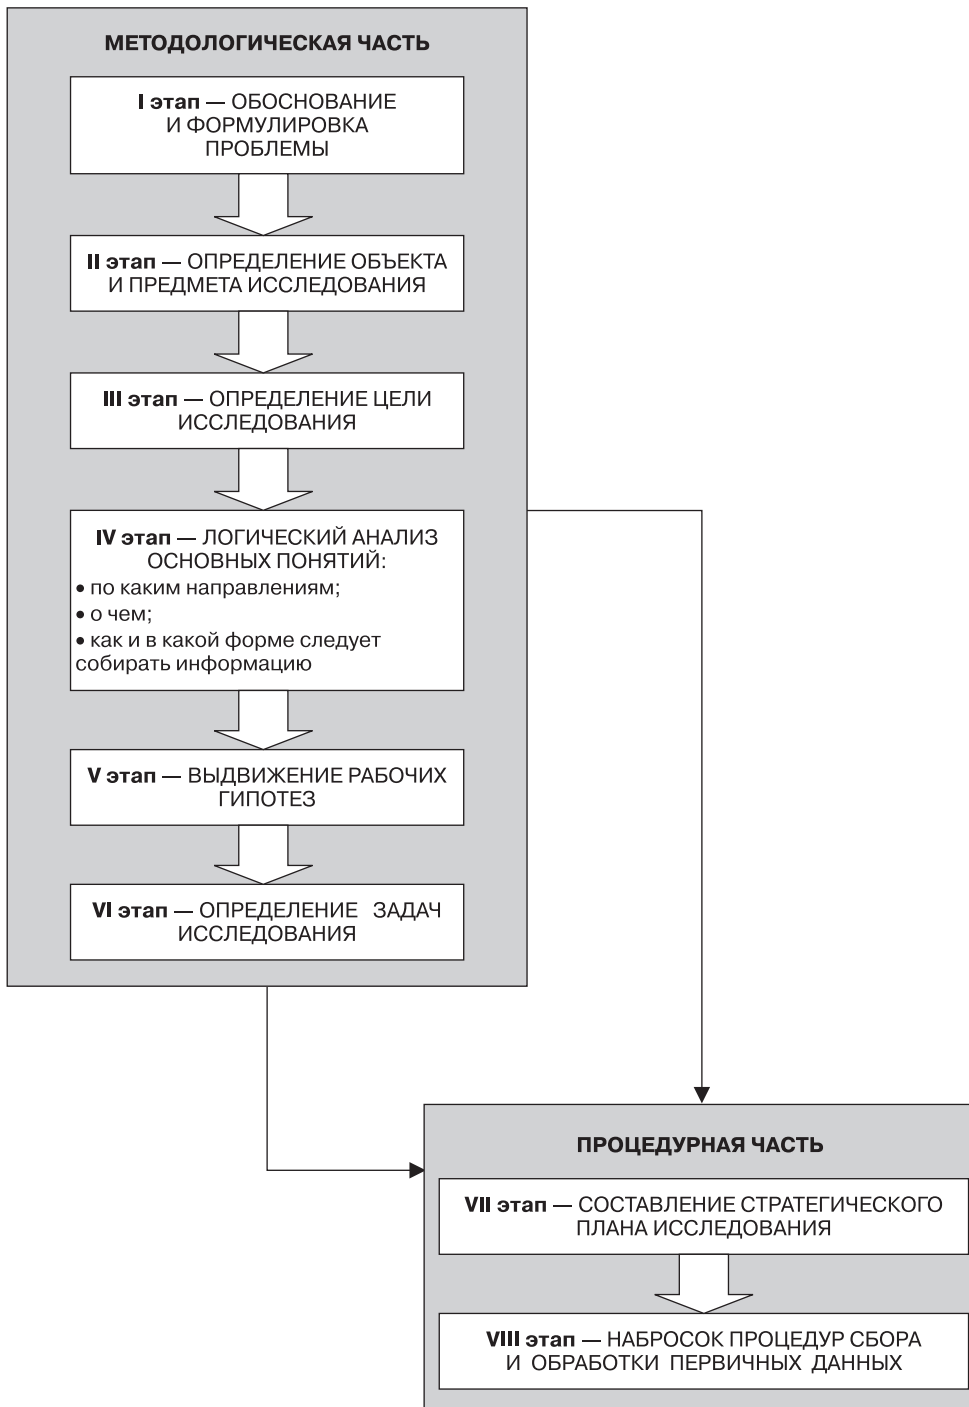 МЕТОДОЛОГИЧЕСКАЯ ЧАСТЬ
I этап — ОБОСНОВАНИЕ
И ФОРМУЛИРОВКА
ПРОБЛЕМЫ
II этап — ОПРЕДЕЛЕНИЕ ОБЪЕКТА
И ПРЕДМЕТА ИССЛЕДОВАНИЯ
III этап — ОПРЕДЕЛЕНИЕ ЦЕЛИ
ИССЛЕДОВАНИЯ
IV этап — ЛОГИЧЕСКИЙ АНАЛИЗ
ОСНОВНЫХ ПОНЯТИЙ:
• по каким направлениям;
• о чем;
• как и в какой форме следует
собирать информацию
V этап — ВЫДВИЖЕНИЕ РАБОЧИХ
ГИПОТЕЗ
VI этап — ОПРЕДЕЛЕНИЕ ЗАДАЧ
ИССЛЕДОВАНИЯ
ПРОЦЕДУРНАЯ ЧАСТЬ
VII этап — СОСТАВЛЕНИЕ СТРАТЕГИЧЕСКОГО
ПЛАНА ИССЛЕДОВАНИЯ
VIII этап — НАБРОСОК ПРОЦЕДУР СБОРА
И ОБРАБОТКИ ПЕРВИЧНЫХ ДАННЫХ